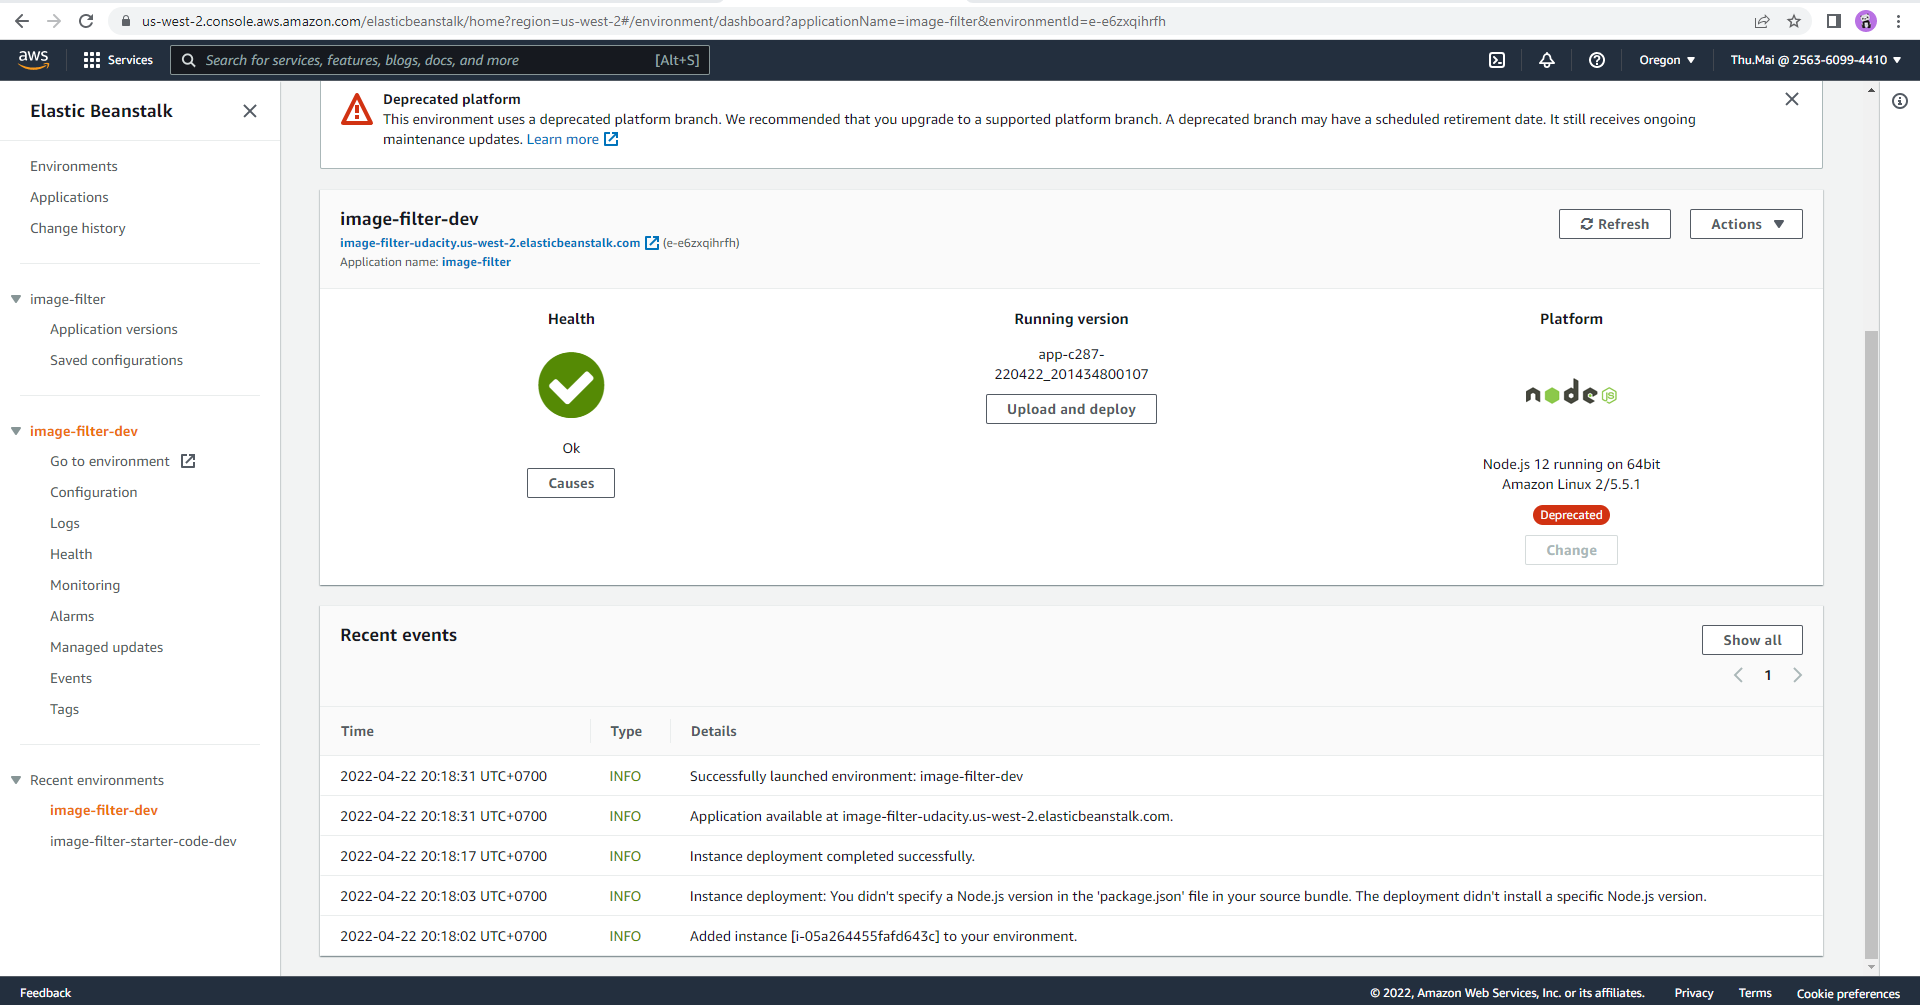 us-west-2.console.aws.amazon.com/elasticbeanstalk/home?region=us-west-2#/environment/dashboard?applicationName=image-filter&environmentId=e-e6zxqihrfh
aws
Services
Search for services, features, blogs, docs, and more
[Alt+S]
Oregon
Thu.Mai @ 2563-6099-4410
Elastic Beanstalk
Environments
Applications
Change history
image-filter
Application versions
Saved configurations
image-filter-dev
Go to environment
Configuration
Logs
Health
Monitoring
Alarms
Managed updates
Events
Tags
Recent environments
image-filter-dev
image-filter-starter-code-dev
Deprecated platform
This environment uses a deprecated platform branch. We recommended that you upgrade to a supported platform branch. A deprecated branch may have a scheduled retirement date. It still receives ongoing
maintenance updates. Learn more
image-filter-dev
image-filter-udacity.us-west-2.elasticbeanstalk.com (e-e6zxqihrfh)
Application name: image-filter
Refresh
Actions
Health
Ok
Causes
Running version
app-c287-
220422_201434800107
Upload and deploy
Platform
node JS
Node.js 12 running on 64bit
Amazon Linux 2/5.5.1
Deprecated
Change
Recent events
Show all
1
Time Type Details
2022-04-22 20:18:31 UTC+0700 INFO Successfully launched environment: image-filter-dev
2022-04-22 20:18:31 UTC+0700 INFO Application available at image-filter-udacity.us-west-2.elasticbeanstalk.com.
2022-04-22 20:18:17 UTC+0700 INFO Instance deployment completed successfully.
2022-04-22 20:18:03 UTC+0700 INFO Instance deployment: You didn't specify a Node.js version in the 'package.json' file in your source bundle. The deployment didn't install a specific Node.js version.
2022-04-22 20:18:02 UTC+0700 INFO Added instance [i-05a264455fafd643c] to your environment.
Feedback
© 2022, Amazon Web Services, Inc. or its affiliates.
Privacy
Terms
Cookie preferences